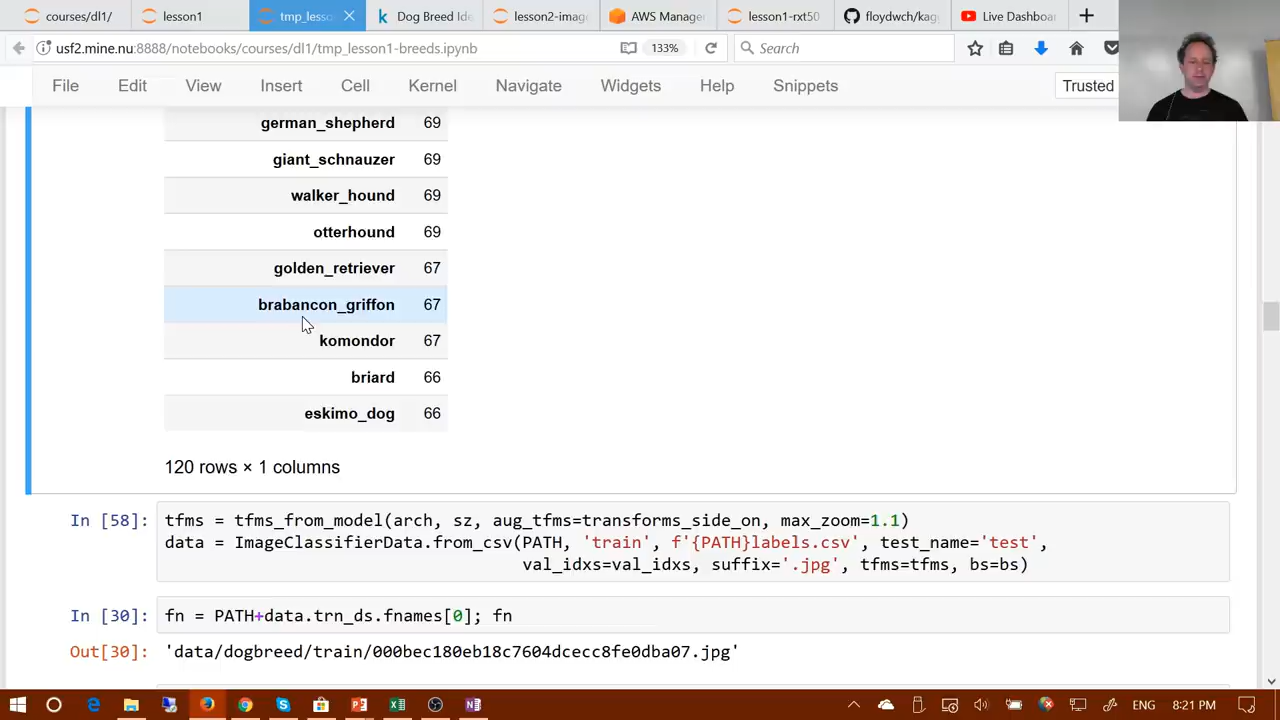 courses/dl1/
lesson1
tmp_lesso
Dog Breed Ide
lesson2-image
AWS Manage
lesson1-rxt50
floydwch/kag
Live Dashboa
usf2.mine.nu:8888/notebooks/courses/dl1/tmp_lesson1-breeds.ipynb
133%
Search
File Edit View Insert Cell Kernel Navigate Widgets Help Snippets
Trusted
german_shepherd 69
giant_schnauzer 69
walker_hound 69
otterhound 69
golden_retriever 67
brabancon_griffon 67
komondor 67
briard 66
eskimo_dog 66
120 rows × 1 columns
In [58]: tfms = tfms_from_model(arch, sz, aug_tfms=transforms_side_on, max_zoom=1.1)
data = ImageClassifierData.from_csv(PATH, 'train', f'{PATH}labels.csv', test_name='test',
val_idxs=val_idxs, suffix='.jpg', tfms=tfms, bs=bs)
In [30]: fn = PATH+data.trn_ds.fnames[0]; fn
Out[30]: 'data/dogbreed/train/000bec180eb18c7604dcecc8fe0dba07.jpg'
ENG 8:21 PM